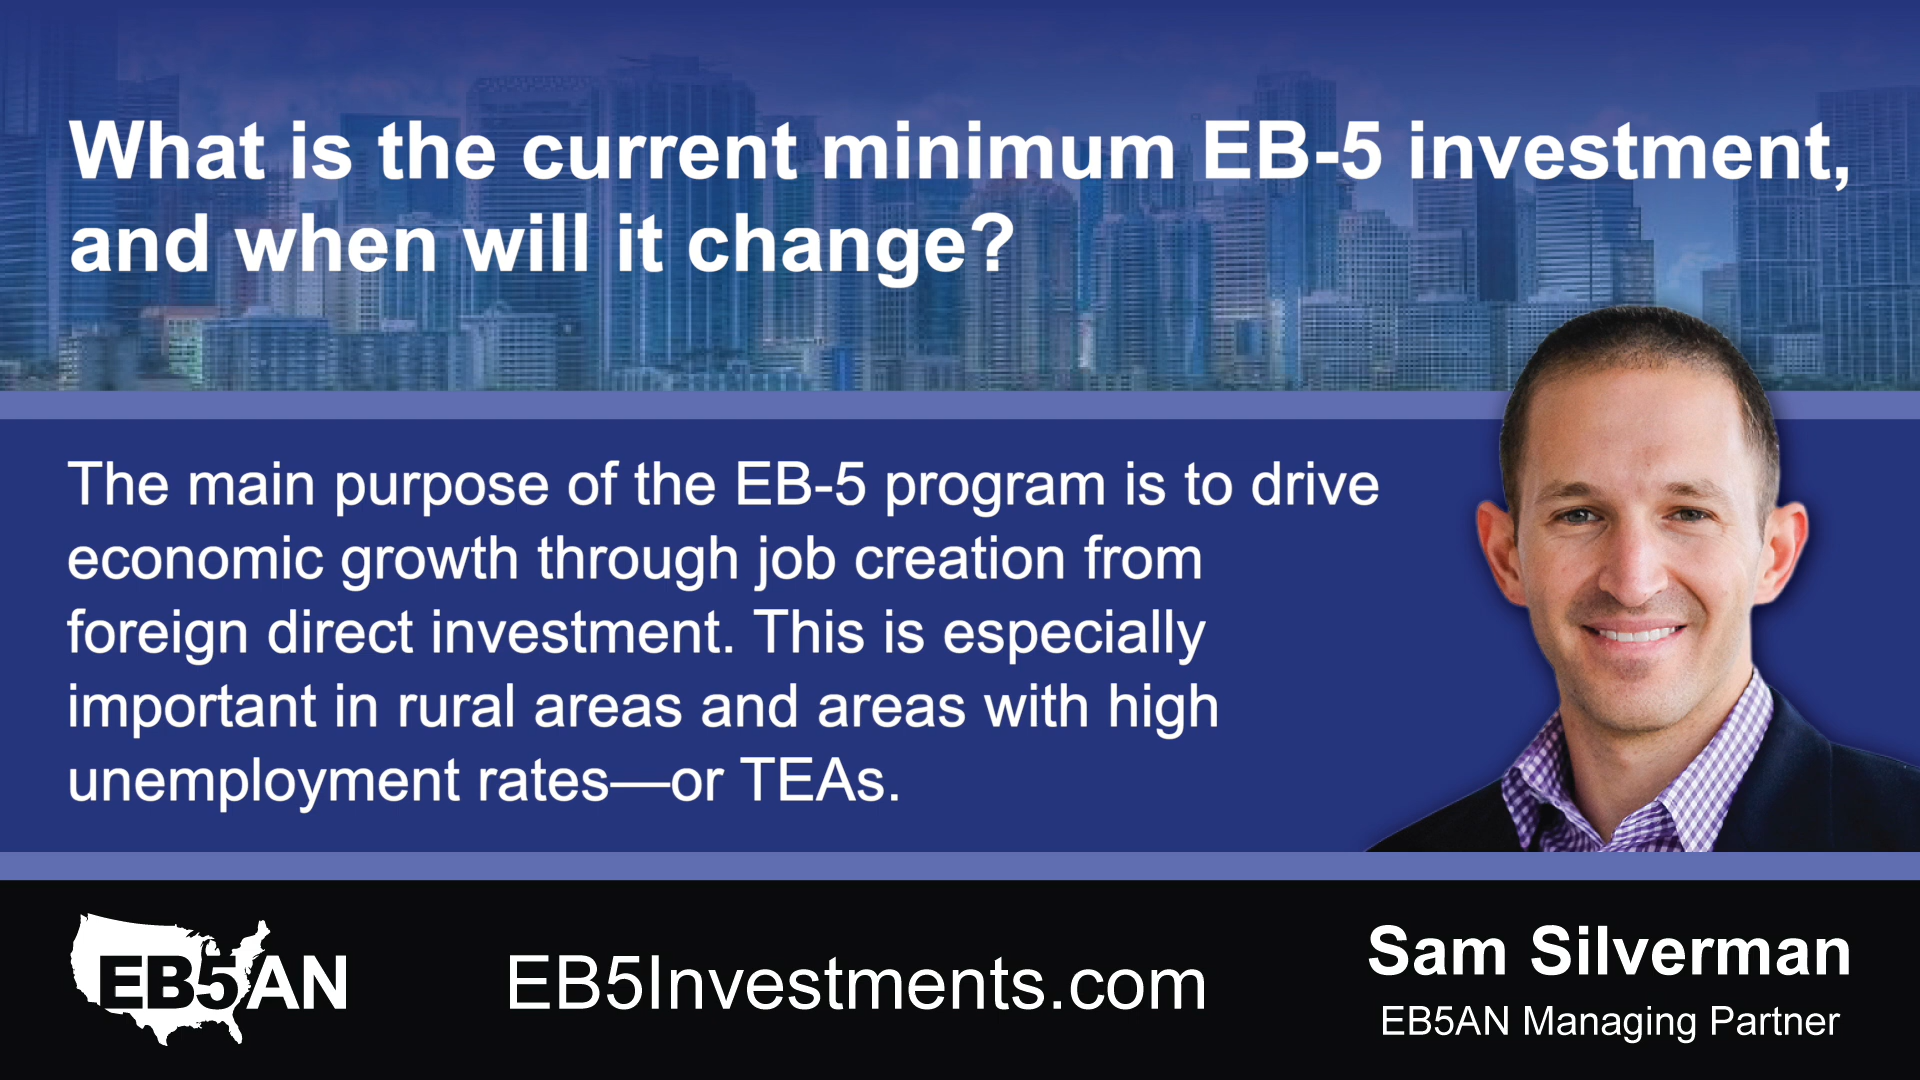 What is the current minimum EB-5 investment,
and when will it change?
The main purpose of the EB-5 program is to drive
economic growth through job creation from
foreign direct investment. This is especially
important in rural areas and areas with high
unemployment rates—or TEAs.
EB5AN
EB5Investments.com
Sam Silverman
EB5AN Managing Partner